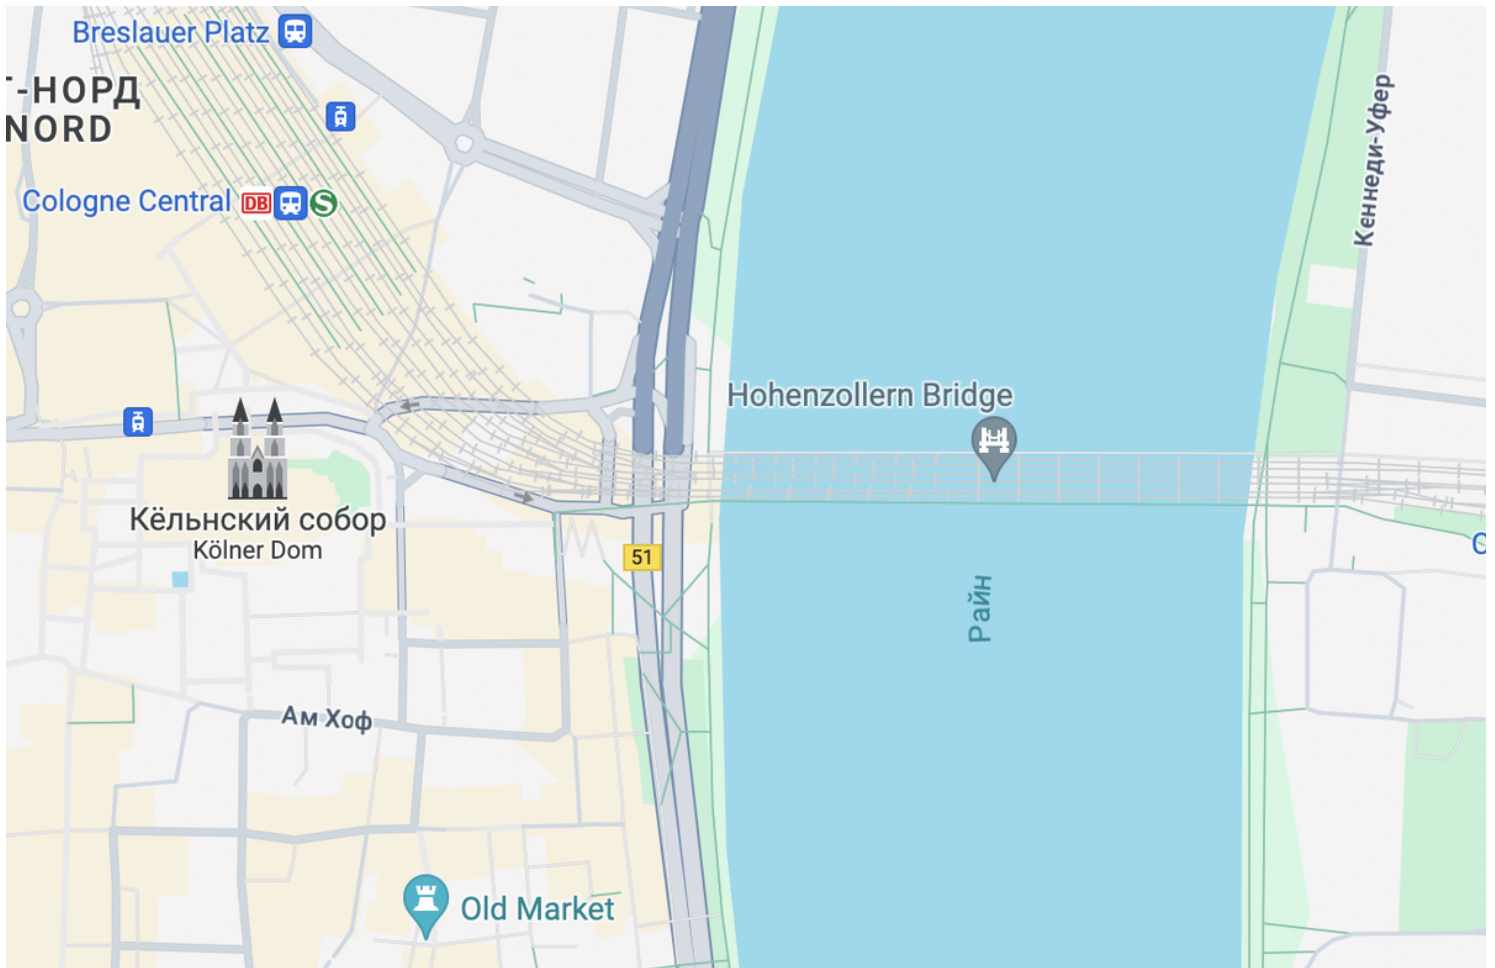 Breslauer Platz
Т-НОРД
NORD
Кеннеди-Уфер
Cologne Central DB S
Hohenzollern Bridge
Кёльнский собор
Kölner Dom
51
Райн
Ам Хоф
Old Market